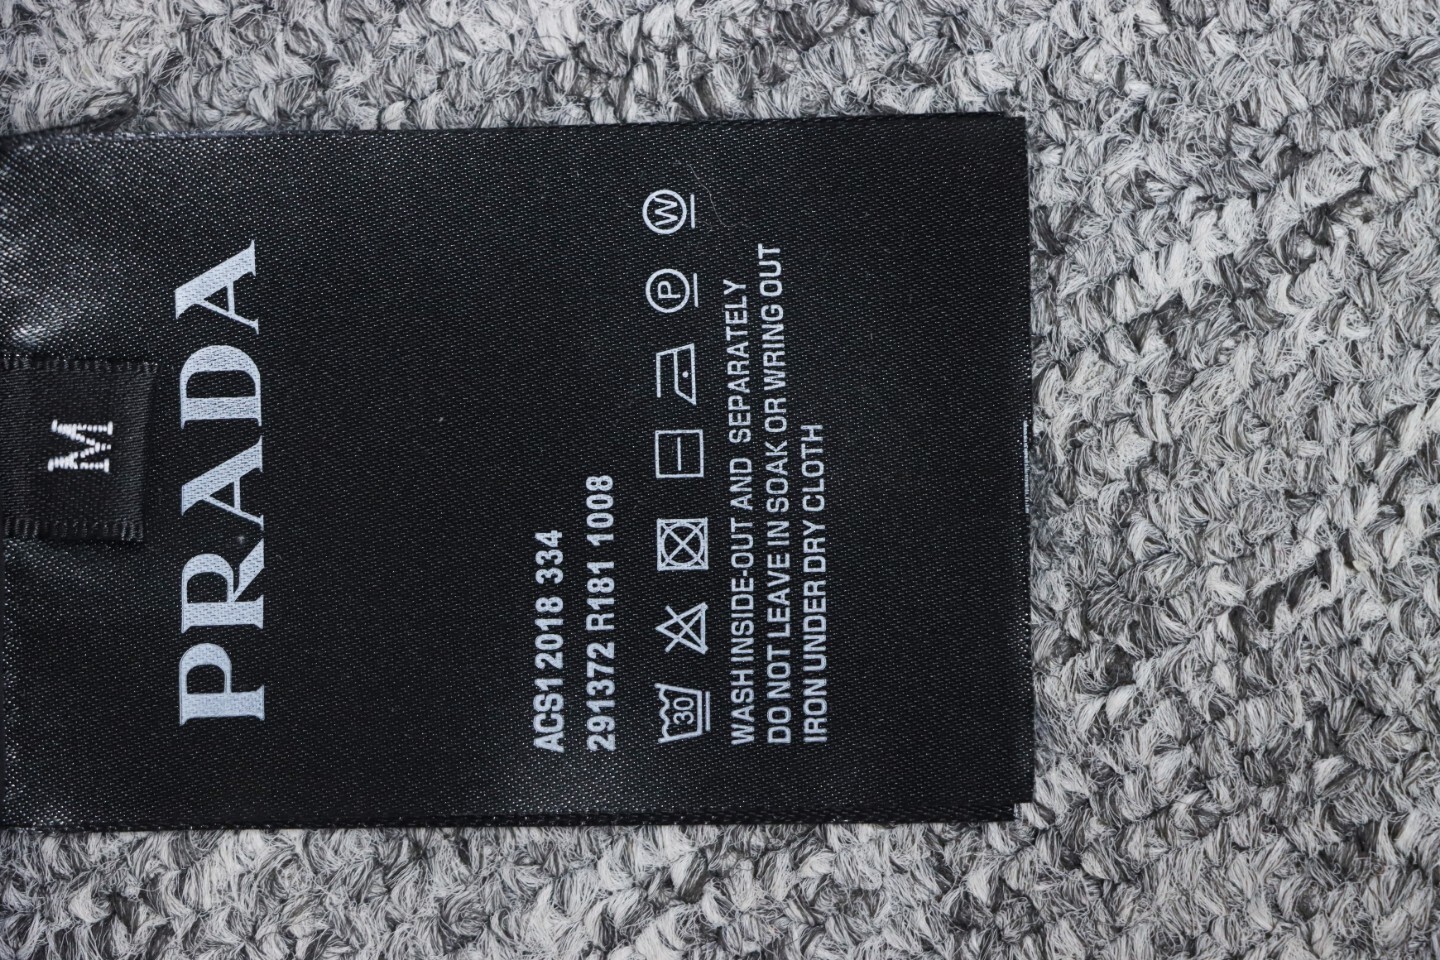 M
PRADA
ACS1 2018 334
291372 R181 1008
30 P W
WASH INSIDE-OUT AND SEPARATELY
DO NOT LEAVE IN SOAK OR WRING OUT
IRON UNDER DRY CLOTH